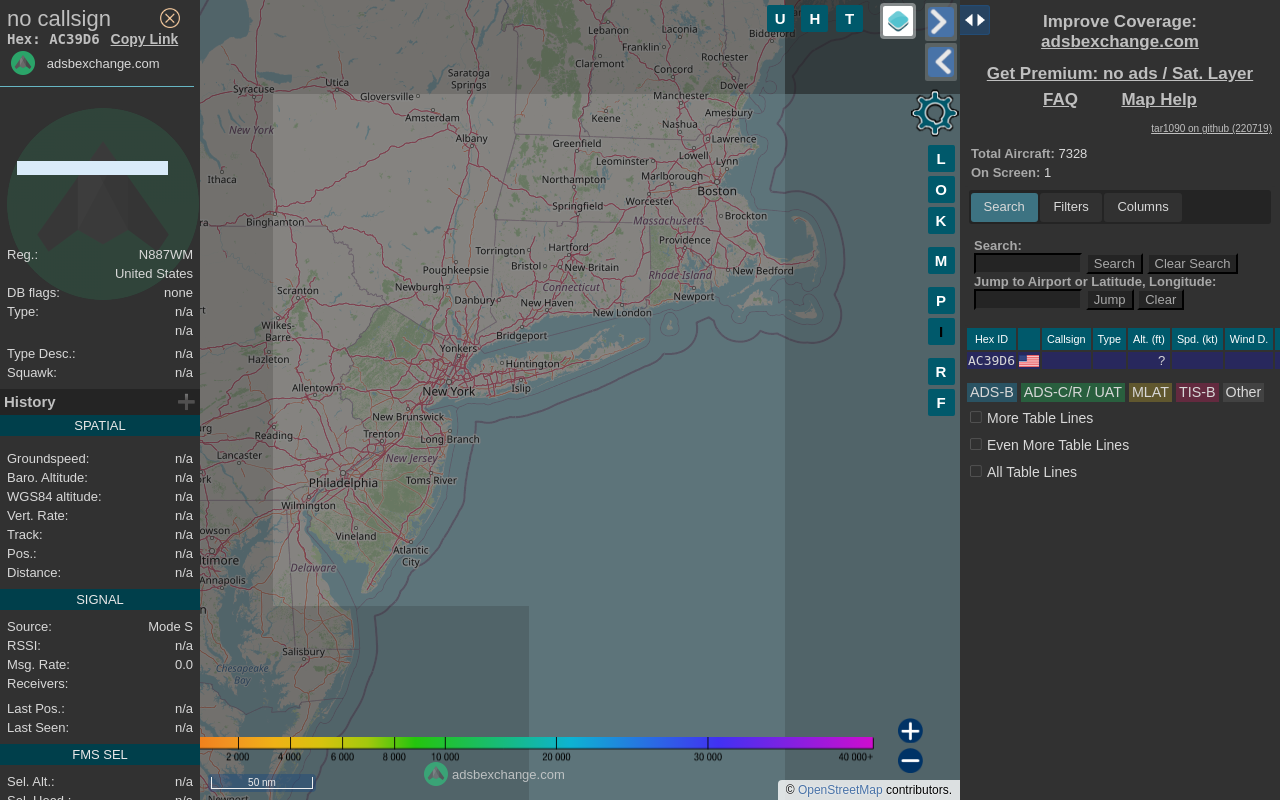 no callsign
Hex: AC39D6 Copy Link
adsbexchange.com
Reg.: N887WM
United States
DB flags: none
Type: n/a
n/a
Type Desc.: n/a
Squawk: n/a
History
SPATIAL
Groundspeed: n/a
Baro. Altitude: n/a
WGS84 altitude: n/a
Vert. Rate: n/a
Track: n/a
Pos.: n/a
Distance: n/a
SIGNAL
Source: Mode S
RSSI: n/a
Msg. Rate: 0.0
Receivers:
Last Pos.: n/a
Last Seen: n/a
FMS SEL
Sel. Alt.: n/a
Sel. Head.: n/a
U H T
L
O
K
M
P
I
R
F
Lebanon
Laconia
Franklin
Biddeford
Claremont
Rochester
Concord
Dover
Saratoga
Springs
Utica
Syracuse
Gloversville
Manchester
Amesbury
Amsterdam
Keene
Nashua
New York
Albany
Lawrence
Greenfield
Leominster
Lowell
Lynn
Ithaca
Northampton
Marlborough
Boston
Worcester
Springfield
Binghamton
Massachusetts
Brockton
Providence
Hartford
Torrington
Bristol
New Britain
Poughkeepsie
New Bedford
Rhode Island
Newburgh
Connecticut
Scranton
Danbury
New Haven
New London
Newport
Wilkes-
Barre
Bridgeport
Yonkers
Hazleton
Huntington
Allentown
New York
Islip
New Brunswick
Reading
Trenton
Long Branch
Lancaster
New Jersey
Philadelphia
Toms River
Wilmington
Vineland
Atlantic
City
Delaware
Annapolis
Salisbury
Chesapeake
Bay
Newport
2 000 4 000 6 000 8 000 10 000 20 000 30 000 40 000+
50 nm
adsbexchange.com
© OpenStreetMap contributors.
Improve Coverage:
adsbexchange.com
Get Premium: no ads / Sat. Layer
FAQ Map Help
tar1090 on github (220719)
Total Aircraft: 7328
On Screen: 1
Search Filters Columns
Search:
Search Clear Search
Jump to Airport or Latitude, Longitude:
Jump Clear
Hex ID Callsign Type Alt. (ft) Spd. (kt) Wind D.
AC39D6 ?
ADS-B ADS-C/R / UAT MLAT TIS-B Other
More Table Lines
Even More Table Lines
All Table Lines